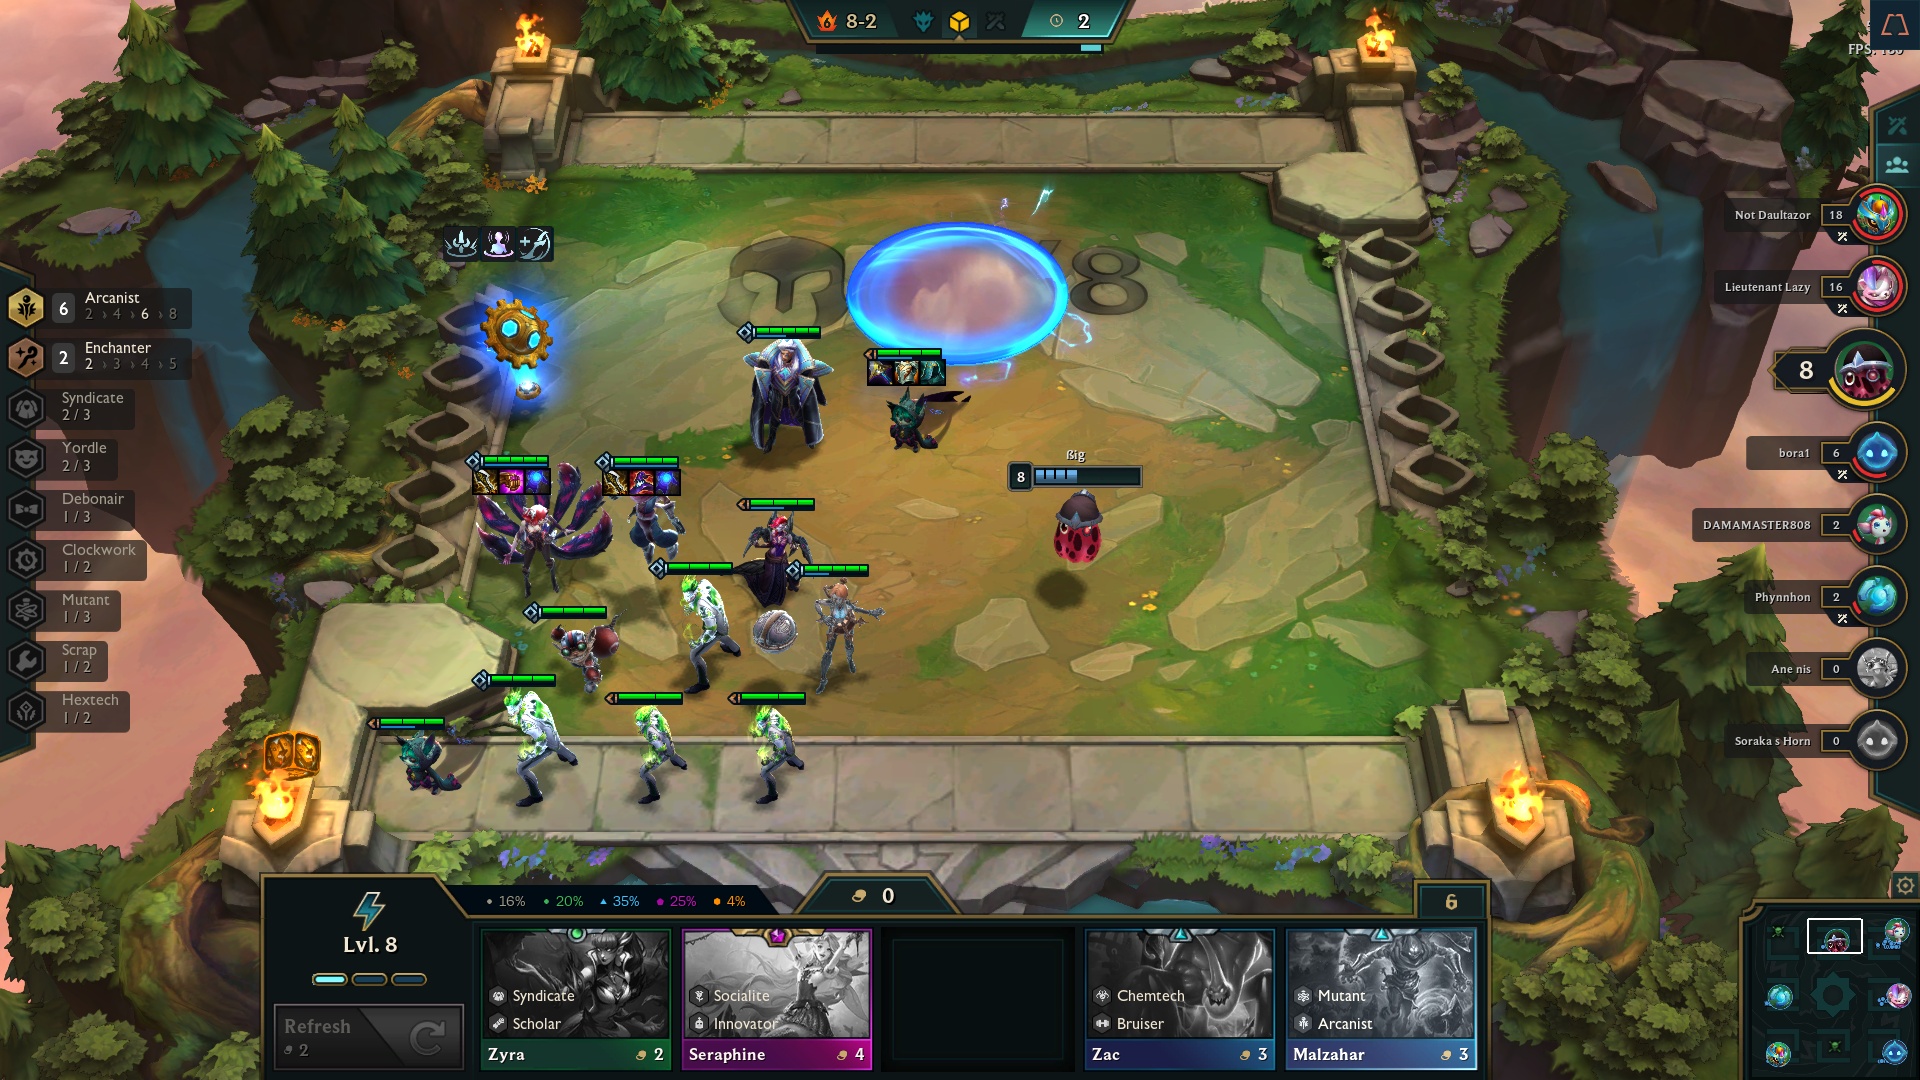 8-2
2
FPS:
Not Daultazor 18
Lieutenant Lazy 16
8
bora1 6
DAMAMASTER808 2
Phynnhon 2
Ane nis 0
Soraka s Horn 0
6 Arcanist
2 › 4 › 6 › 8
2 Enchanter
2 › 3 › 4 › 5
Syndicate
2 / 3
Yordle
2 / 3
Debonair
1 / 3
Clockwork
1 / 2
Mutant
1 / 3
Scrap
1 / 2
Hextech
1 / 2
8
ßig
8
16% 20% 35% 25% 4%
0
6
Lvl. 8
Refresh
2
Syndicate
Scholar
Zyra 2
Socialite
Innovator
Seraphine 4
Chemtech
Bruiser
Zac 3
Mutant
Arcanist
Malzahar 3